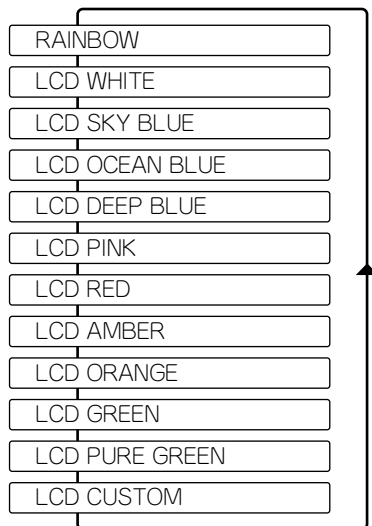 RAINBOW
LCD WHITE
LCD SKY BLUE
LCD OCEAN BLUE
LCD DEEP BLUE
LCD PINK
LCD RED
LCD AMBER
LCD ORANGE
LCD GREEN
LCD PURE GREEN
LCD CUSTOM